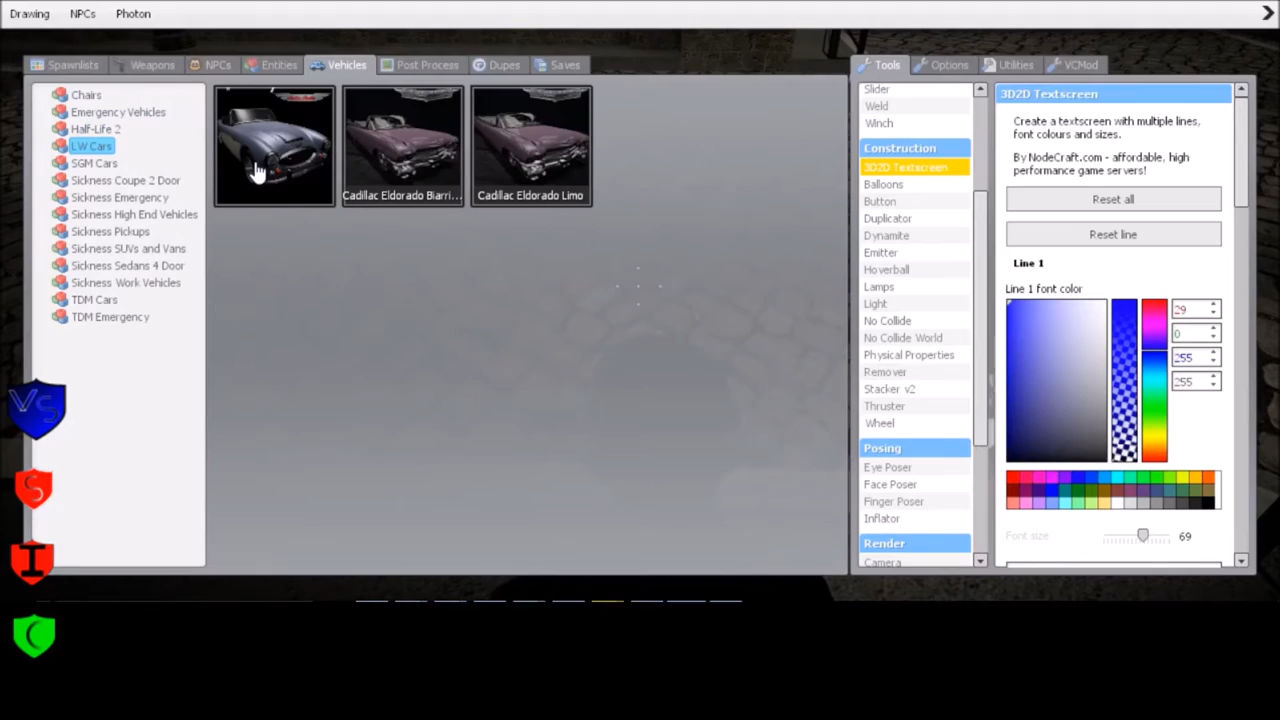 Drawing NPCs Photon
Spawnlists Weapons NPCs Entities Vehicles Post Process Dupes Saves
Tools Options Utilities VCMod
Chairs
Emergency Vehicles
Half-Life 2
LW Cars
SGM Cars
Sickness Coupe 2 Door
Sickness Emergency
Sickness High End Vehicles
Sickness Pickups
Sickness SUVs and Vans
Sickness Sedans 4 Door
Sickness Work Vehicles
TDM Cars
TDM Emergency
Cadillac Eldorado Biarri...
Cadillac Eldorado Limo
Slider
Weld
Winch
Construction
3D2D Textscreen
Balloons
Button
Duplicator
Dynamite
Emitter
Hoverball
Lamps
Light
No Collide
No Collide World
Physical Properties
Remover
Stacker v2
Thruster
Wheel
Posing
Eye Poser
Face Poser
Finger Poser
Inflator
Render
Camera
3D2D Textscreen
Create a textscreen with multiple lines,
font colours and sizes.
By NodeCraft.com - affordable, high
performance game servers!
Reset all
Reset line
Line 1
Line 1 font color
29
0
255
255
Font size 69
VS
S
I
C